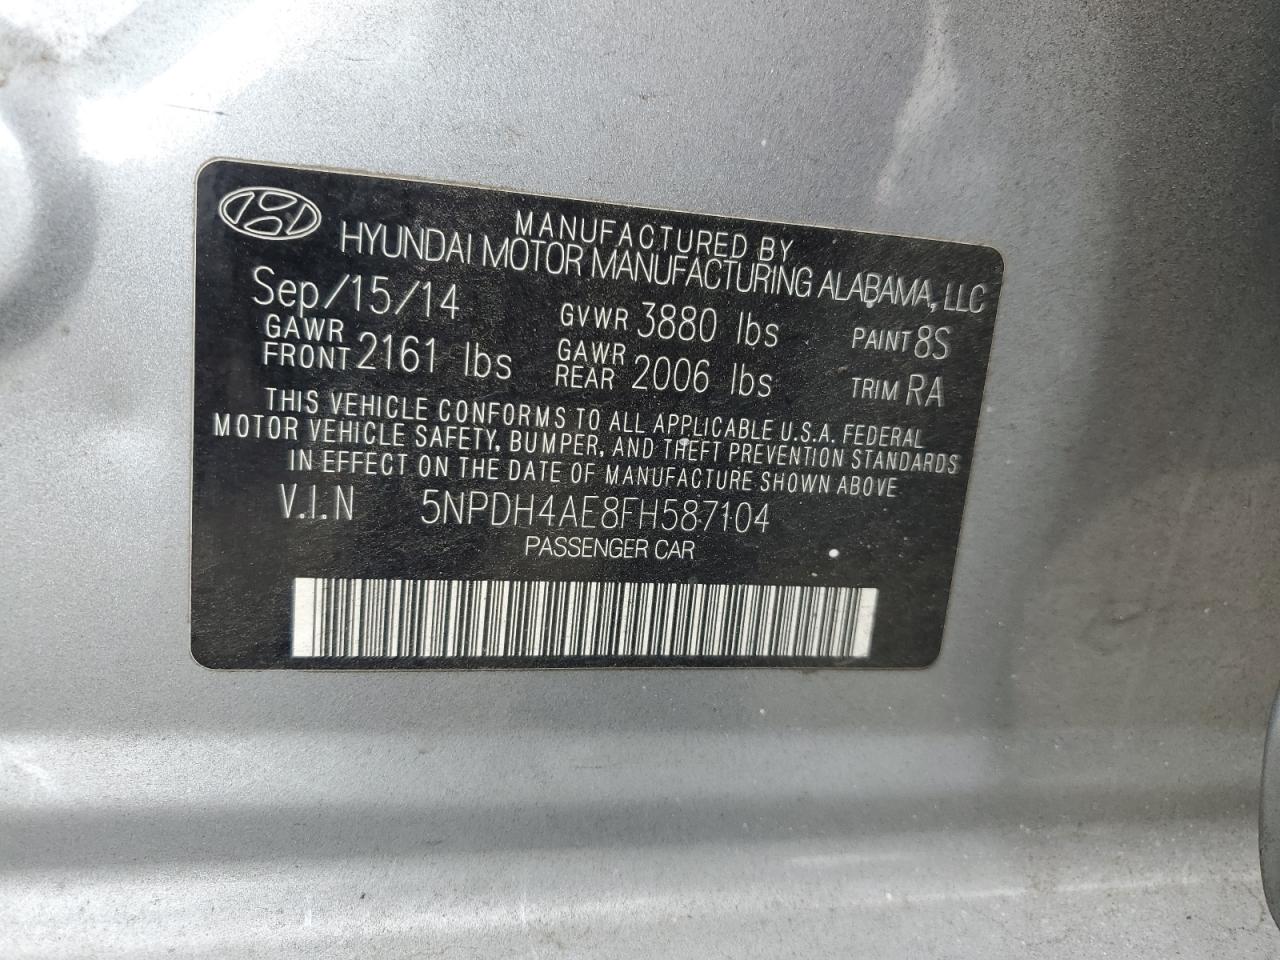 MANUFACTURED BY
HYUNDAI MOTOR MANUFACTURING ALABAMA, LLC
Sep/15/14 GVWR 3880 lbs PAINT 8S
GAWR FRONT 2161 lbs GAWR REAR 2006 lbs TRIM RA
THIS VEHICLE CONFORMS TO ALL APPLICABLE U.S.A. FEDERAL
MOTOR VEHICLE SAFETY, BUMPER, AND THEFT PREVENTION STANDARDS
IN EFFECT ON THE DATE OF MANUFACTURE SHOWN ABOVE
V.I.N 5NPDH4AE8FH587104
PASSENGER CAR